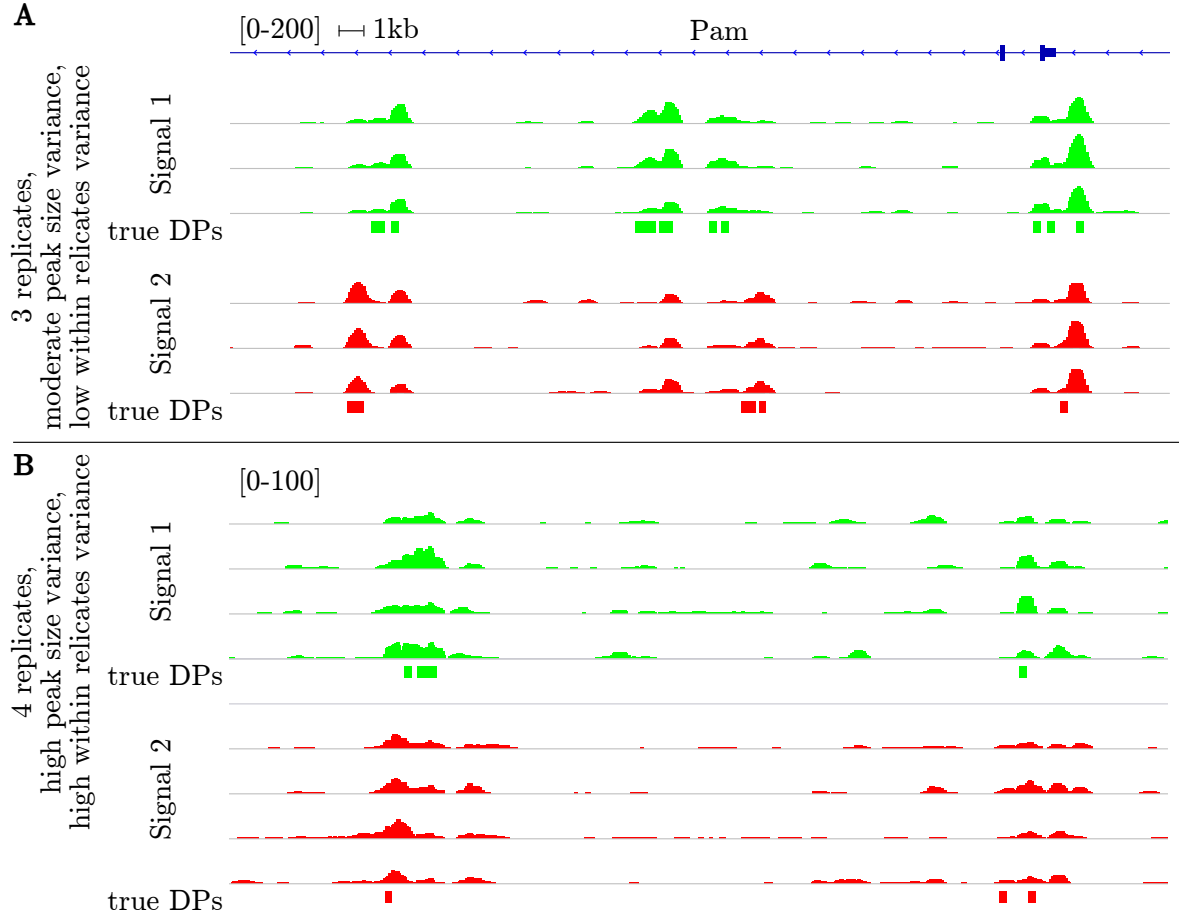 A
[0-200]
1kb
Pam
3 replicates,
moderate peak size variance,
low within relicates variance
Signal 1
true DPs
Signal 2
true DPs
B
[0-100]
4 replicates,
high peak size variance,
high within relicates variance
Signal 1
true DPs
Signal 2
true DPs